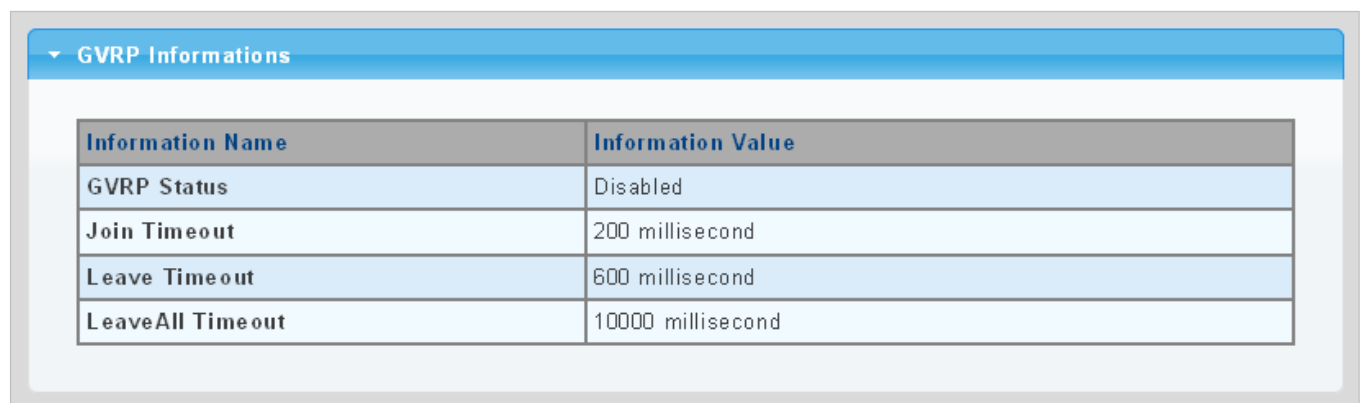 GVRP Informations
Information Name Information Value
GVRP Status Disabled
Join Timeout 200 millisecond
Leave Timeout 600 millisecond
LeaveAll Timeout 10000 millisecond